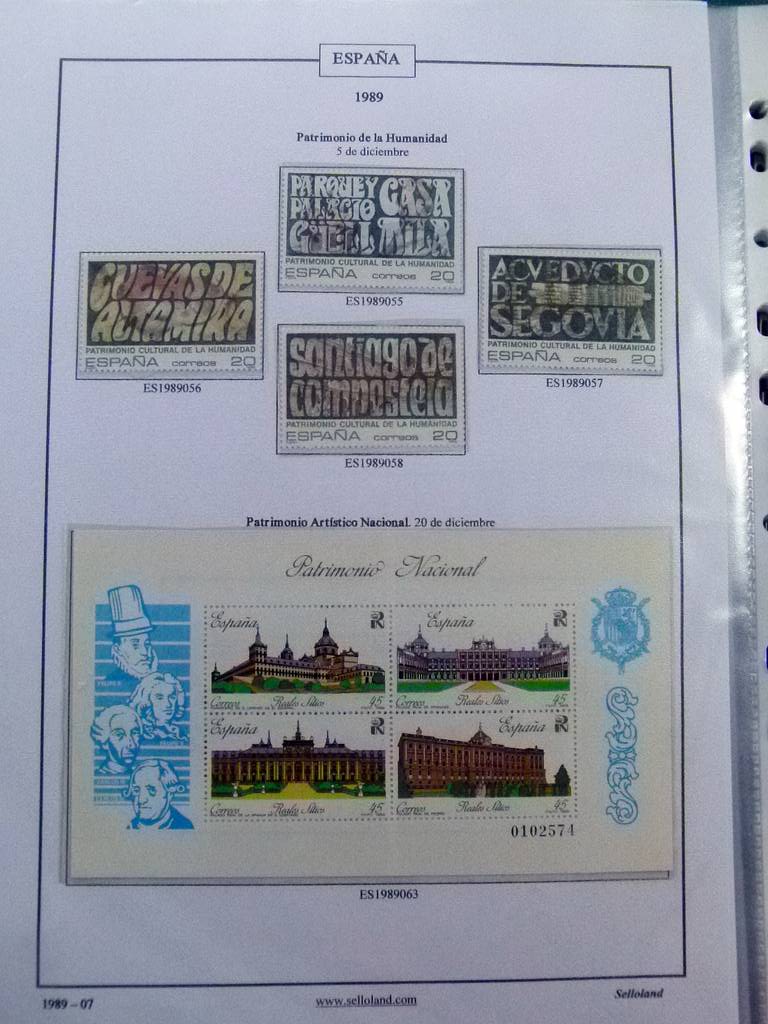 ESPAÑA
1989
Patrimonio de la Humanidad
5 de diciembre
PARQUE Y
PALACIO
GÜELL
CASA
MILA
PATRIMONIO CULTURAL DE LA HUMANIDAD
ESPAÑA correos 20
ES1989055
CUEVAS DE
ALTAMIRA
PATRIMONIO CULTURAL DE LA HUMANIDAD
ESPAÑA correos 20
ES1989056
ACVEDVCTO
DE
SEGOVIA
PATRIMONIO CULTURAL DE LA HUMANIDAD
ESPAÑA correos 20
ES1989057
santiago de
compostela
PATRIMONIO CULTURAL DE LA HUMANIDAD
ESPAÑA correos 20
ES1989058
Patrimonio Artístico Nacional. 20 de diciembre
Patrimonio Nacional
España
Correos Reales Sitios 45
España
Correos Reales Sitios 45
España
Correos Reales Sitios 45
España
Correos Reales Sitios 45
0102574
ES1989063
1989 – 07
www.selloland.com
Selloland